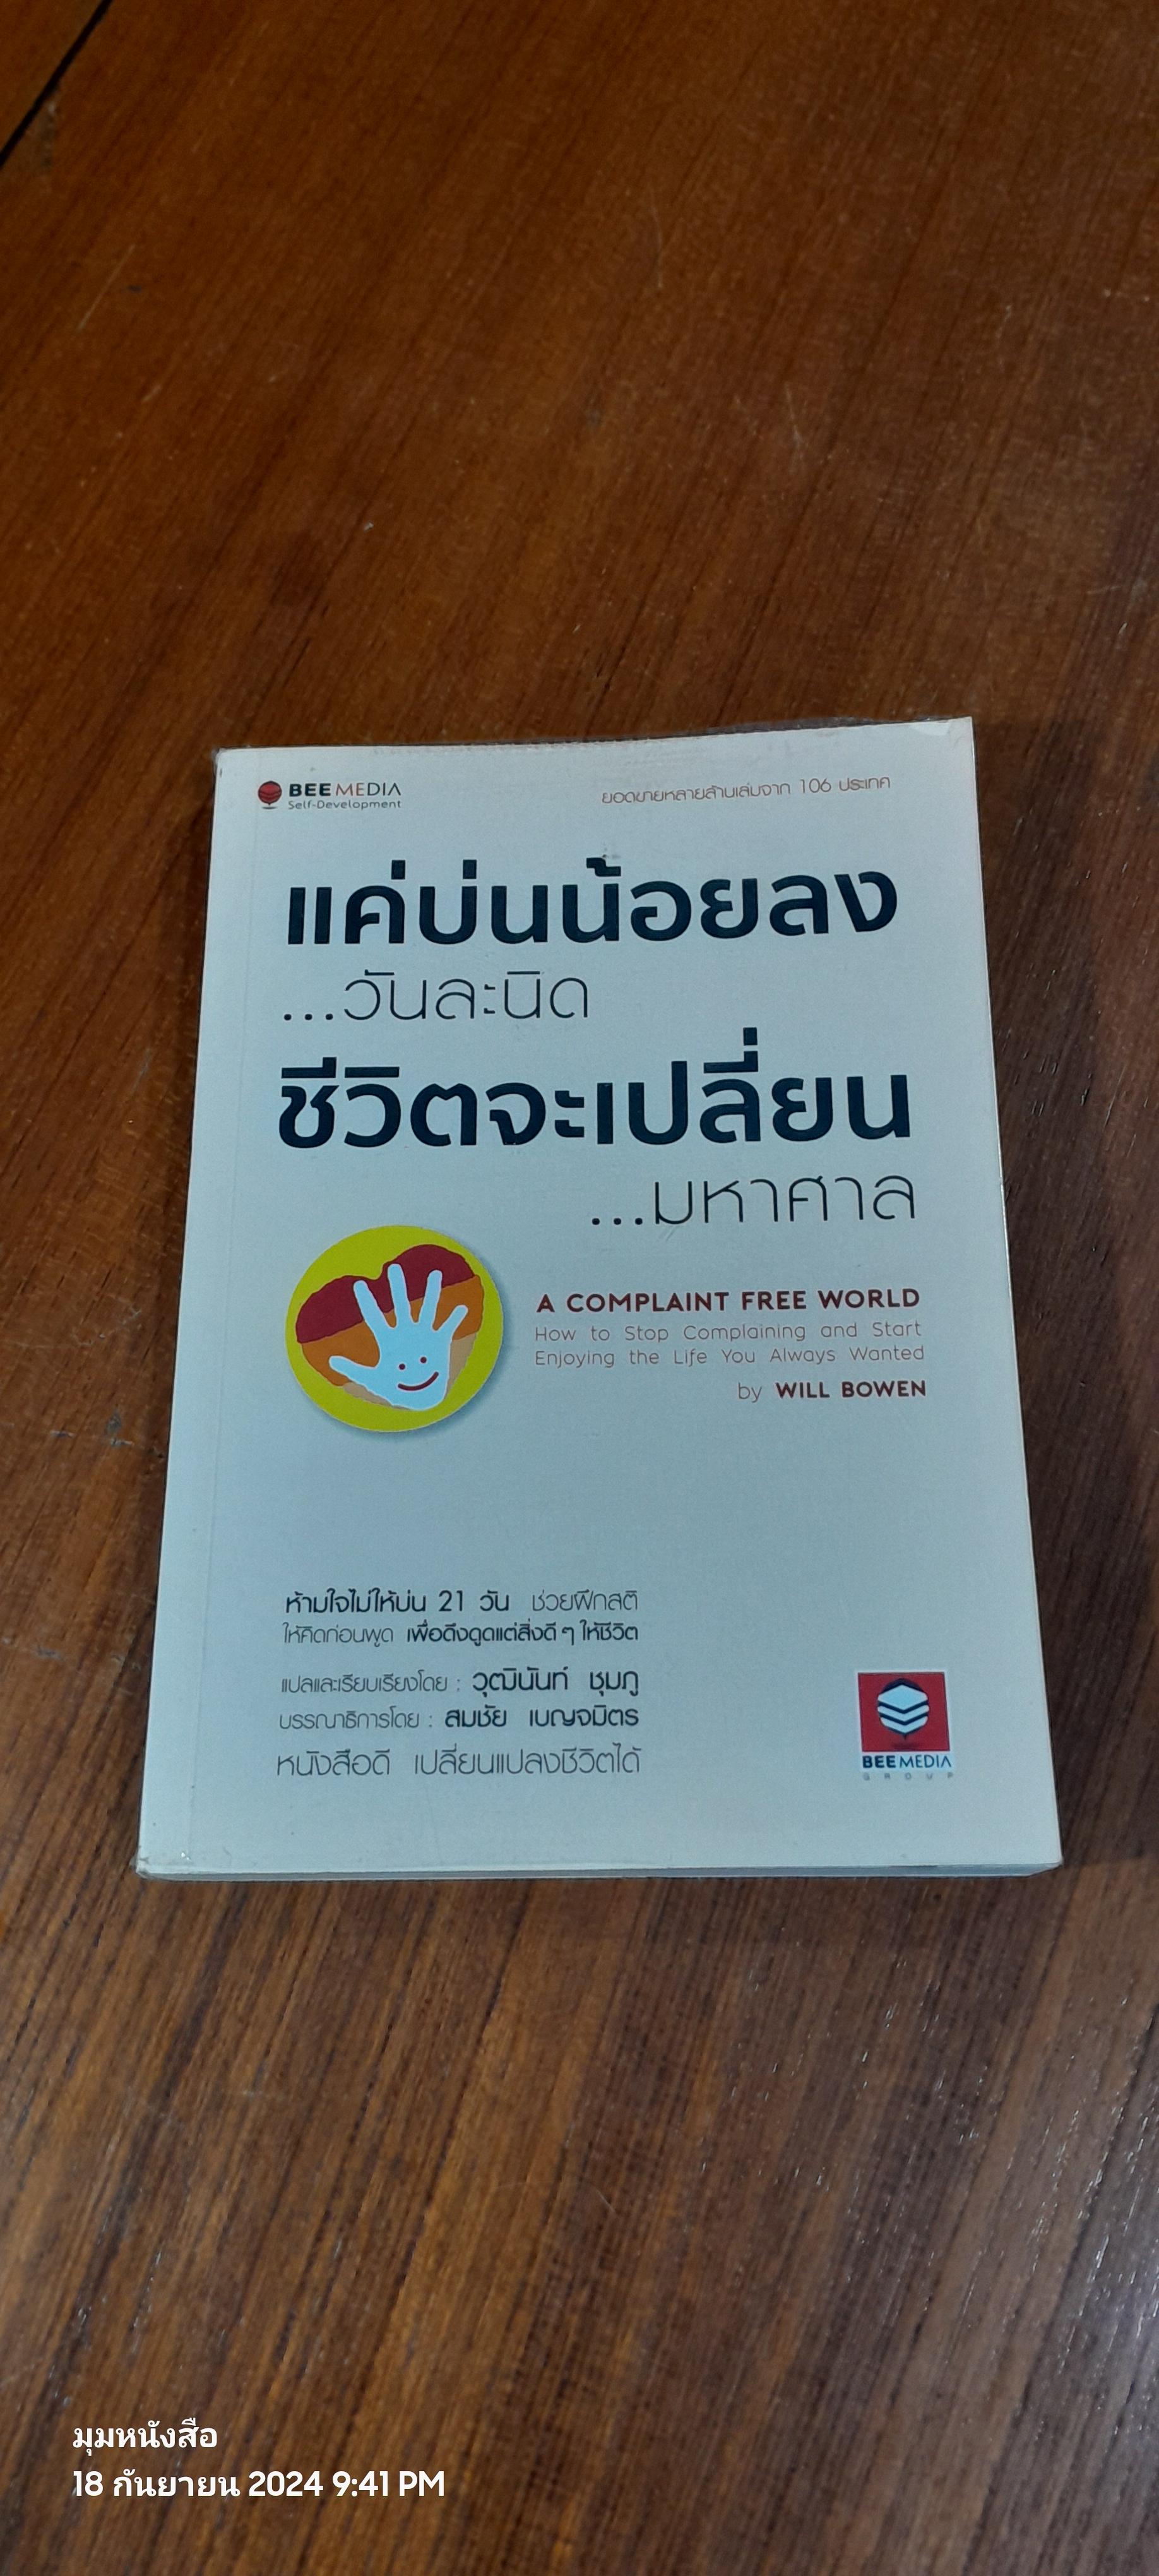 BEE MEDIA
Self-Development
ยอดขายหลายล้านเล่มจาก 106 ประเทศ
แค่บ่นน้อยลง
...วันละนิด
ชีวิตจะเปลี่ยน
...มหาศาล
A COMPLAINT FREE WORLD
How to Stop Complaining and Start
Enjoying the Life You Always Wanted
by WILL BOWEN
ห้ามใจไม่ให้บ่น 21 วัน ช่วยฝึกสติ
ให้คิดก่อนพูด เพื่อดึงดูดแต่สิ่งดีๆ ให้ชีวิต
แปลและเรียบเรียงโดย : วุฒินันท์ ชุมภู
บรรณาธิการโดย : สมชัย เบญจมิตร
หนังสือดี เปลี่ยนแปลงชีวิตได้
BEE MEDIA
GROUP
มุมหนังสือ
18 กันยายน 2024 9:41 PM